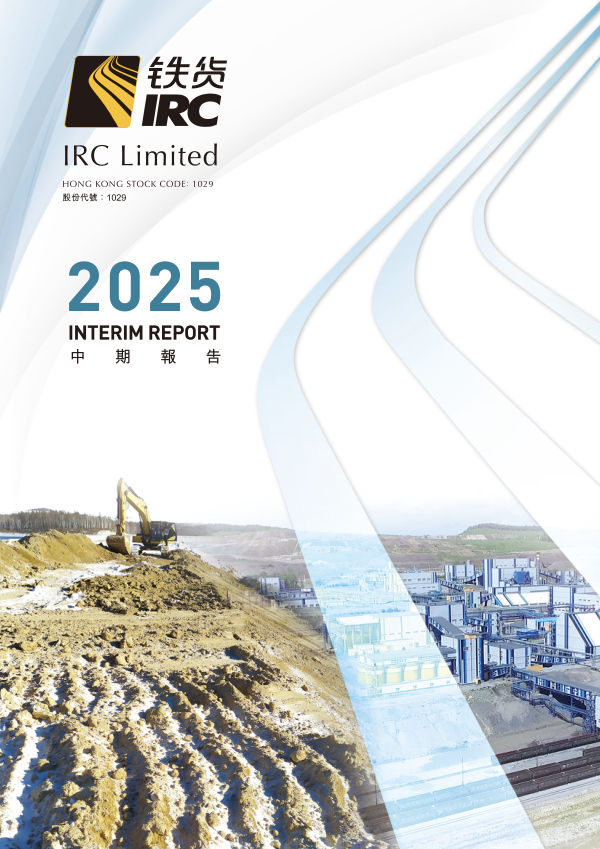 铁货
IRC
IRC Limited
HONG KONG STOCK CODE: 1029
股份代號：1029
2025
INTERIM REPORT
中期報告